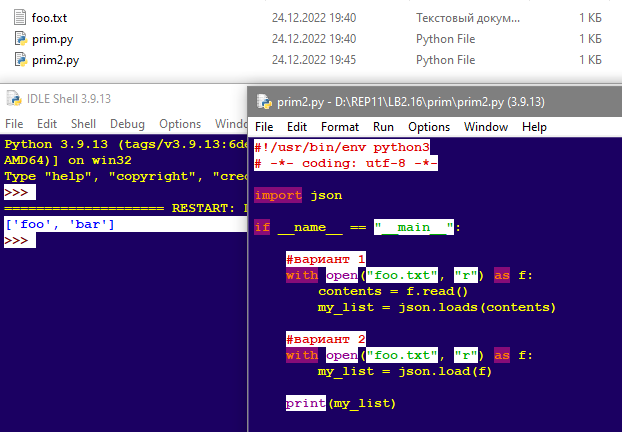 foo.txt 24.12.2022 19:40 Текстовый докум... 1 КБ
prim.py 24.12.2022 19:40 Python File 1 КБ
prim2.py 24.12.2022 19:45 Python File 1 КБ
IDLE Shell 3.9.13
File Edit Shell Debug Options Window
Python 3.9.13 (tags/v3.9.13:6de
AMD64)] on win32
Type "help", "copyright", "cred
>>>
==================== RESTART: D
['foo', 'bar']
>>>
prim2.py - D:\REP11\LB2.16\prim\prim2.py (3.9.13)
File Edit Format Run Options Window Help
#!/usr/bin/env python3
# -*- coding: utf-8 -*-
import json
if __name__ == "__main__":
#вариант 1
with open("foo.txt", "r") as f:
contents = f.read()
my_list = json.loads(contents)
#вариант 2
with open("foo.txt", "r") as f:
my_list = json.load(f)
print(my_list)